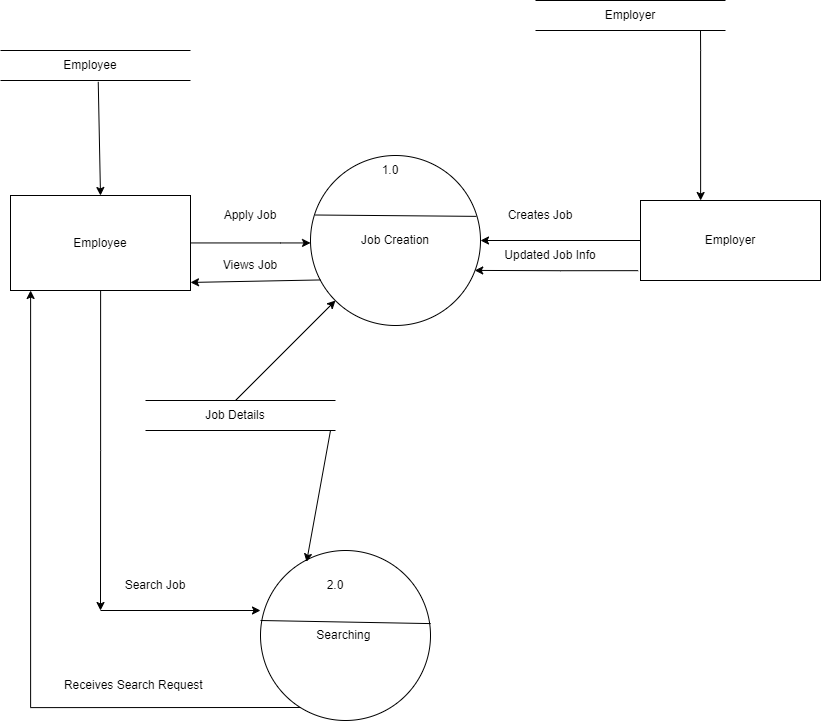 Employer
Employee
1.0
Apply Job
Creates Job
Employee
Job Creation
Employer
Updated Job Info
Views Job
Job Details
Search Job
2.0
Searching
Receives Search Request